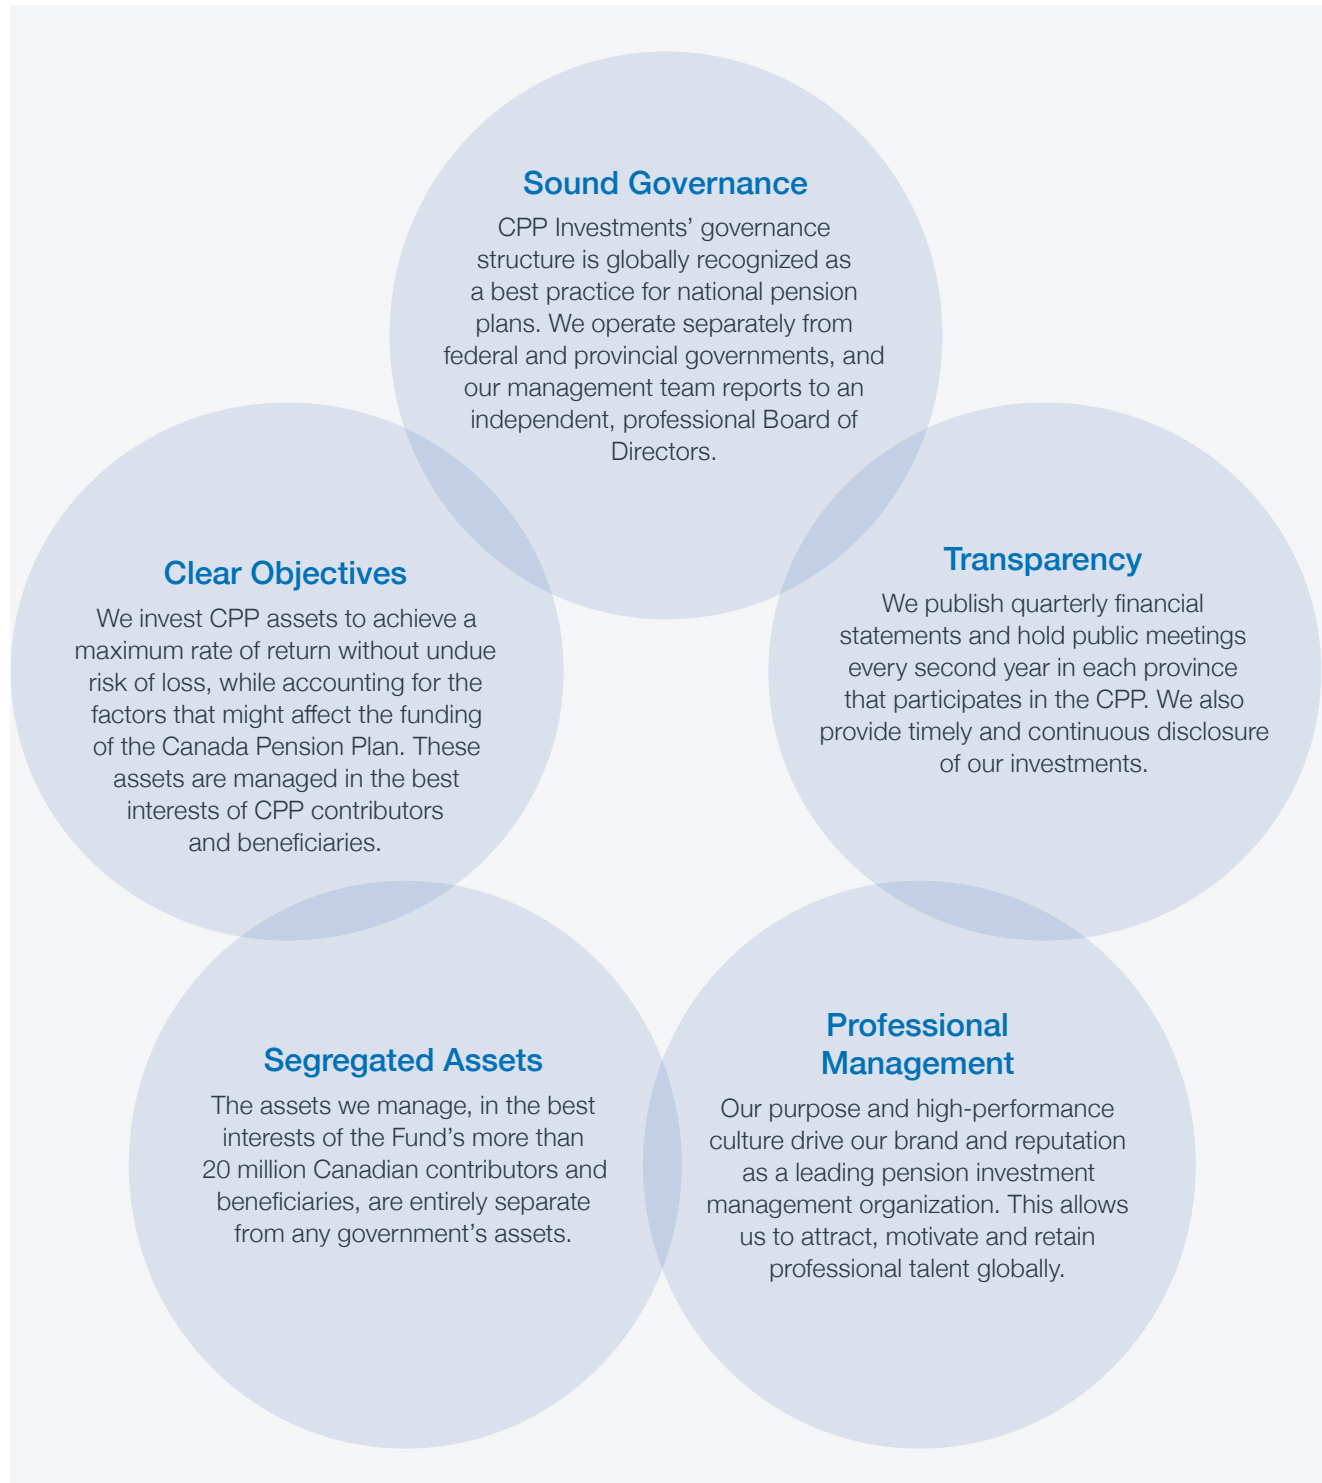 Sound Governance
CPP Investments’ governance
structure is globally recognized as
a best practice for national pension
plans. We operate separately from
federal and provincial governments, and
our management team reports to an
independent, professional Board of
Directors.
Clear Objectives
We invest CPP assets to achieve a
maximum rate of return without undue
risk of loss, while accounting for the
factors that might affect the funding
of the Canada Pension Plan. These
assets are managed in the best
interests of CPP contributors
and beneficiaries.
Transparency
We publish quarterly financial
statements and hold public meetings
every second year in each province
that participates in the CPP. We also
provide timely and continuous disclosure
of our investments.
Segregated Assets
The assets we manage, in the best
interests of the Fund’s more than
20 million Canadian contributors and
beneficiaries, are entirely separate
from any government’s assets.
Professional
Management
Our purpose and high-performance
culture drive our brand and reputation
as a leading pension investment
management organization. This allows
us to attract, motivate and retain
professional talent globally.